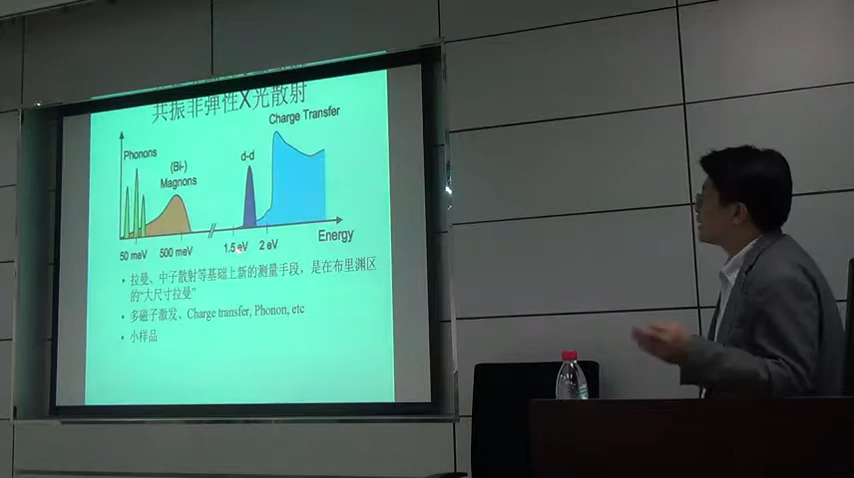 共振非弹性X光散射
Charge Transfer
Phonons
(Bi-)
Magnons
d-d
50 meV
500 meV
1.5 eV
2 eV
Energy
• 拉曼、中子散射等基础上新的测量手段，是在布里渊区
的“大尺寸拉曼”
• 多磁子激发、Charge transfer, Phonon, etc
• 小样品